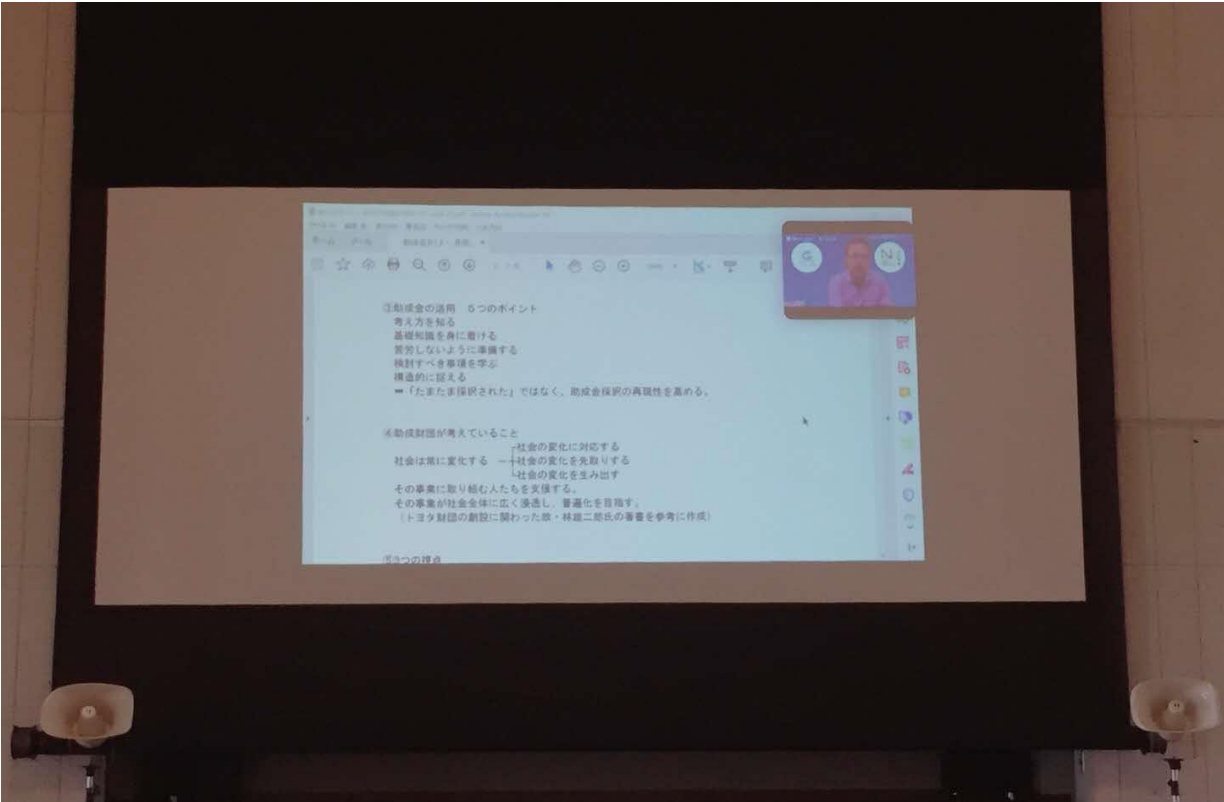 ③助成金の活用　５つのポイント
考え方を知る
基礎知識を身に着ける
苦労しないように準備する
検討すべき事項を学ぶ
構造的に捉える
➡「たまたま採択された」ではなく、助成金採択の再現性を高める。
④助成財団が考えていること
社会の変化に対応する
社会は常に変化する　社会の変化を先取りする
社会の変化を生み出す
その事業に取り組む人たちを支援する。
その事業が社会全体に広く浸透し、普遍化を目指す。
（トヨタ財団の創設に関わった故・林雄二郎氏の著書を参考に作成）
⑤３つの視点
G
N